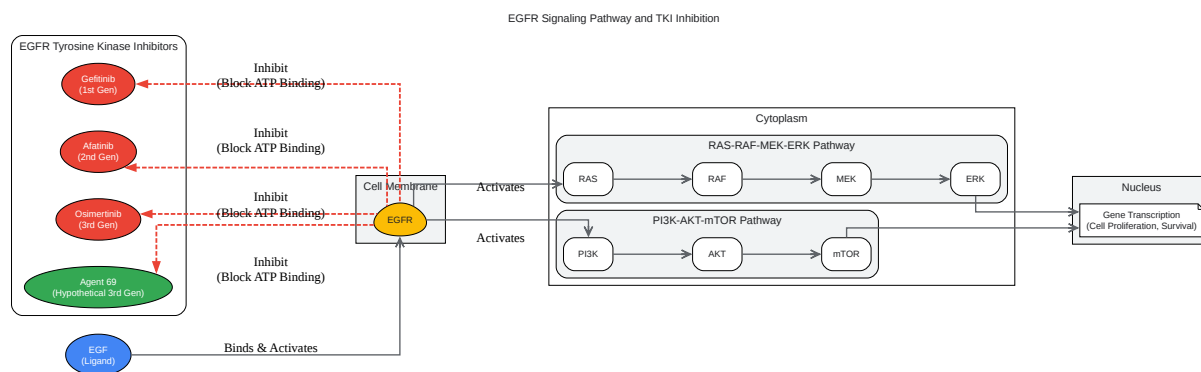 EGFR Signaling Pathway and TKI Inhibition
EGFR Tyrosine Kinase Inhibitors
Gefitinib
(1st Gen)
Inhibit
(Block ATP Binding)
Afatinib
(2nd Gen)
Inhibit
(Block ATP Binding)
Osimertinib
(3rd Gen)
Inhibit
(Block ATP Binding)
Agent 69
(Hypothetical 3rd Gen)
Inhibit
(Block ATP Binding)
EGF
(Ligand)
Binds & Activates
Cell Membrane
EGFR
Activates
Activates
Cytoplasm
RAS-RAF-MEK-ERK Pathway
RAS
RAF
MEK
ERK
PI3K-AKT-mTOR Pathway
PI3K
AKT
mTOR
Nucleus
Gene Transcription
(Cell Proliferation, Survival)